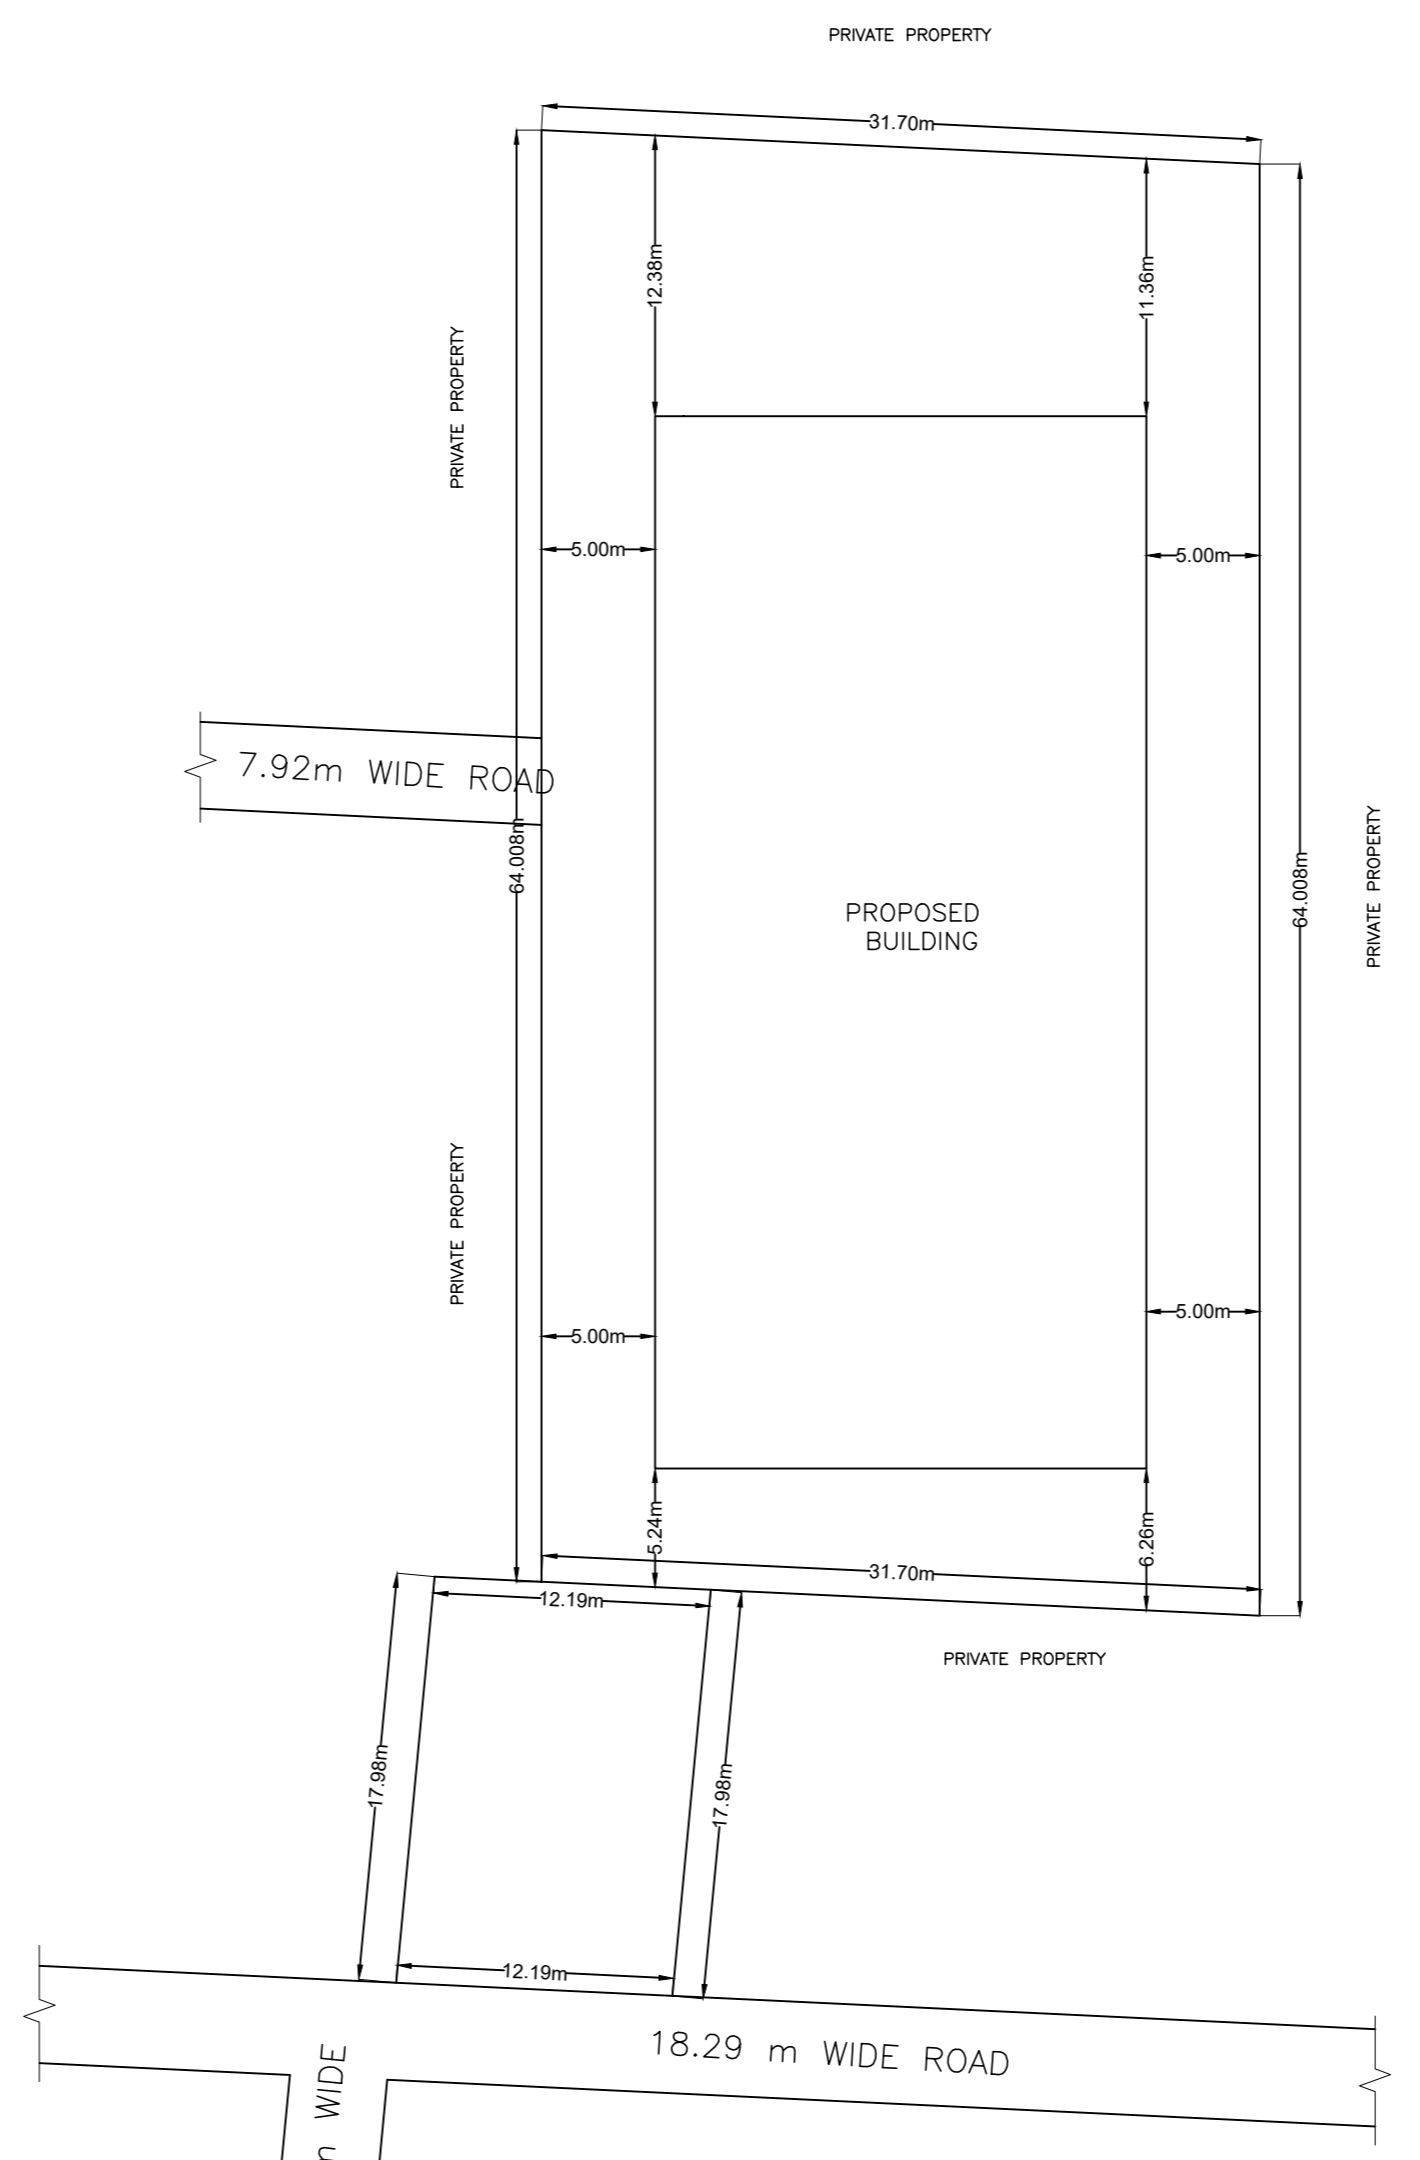 PRIVATE PROPERTY
31.70m
12.38m
11.36m
PRIVATE PROPERTY
5.00m
5.00m
7.92m WIDE ROAD
64.008m
64.008m
PRIVATE PROPERTY
PROPOSED
BUILDING
PRIVATE PROPERTY
5.00m
5.00m
5.24m
6.26m
31.70m
12.19m
PRIVATE PROPERTY
17.98m
17.98m
12.19m
18.29 m WIDE ROAD
WIDE